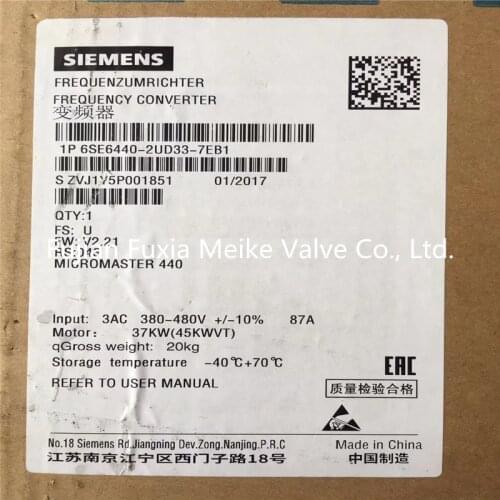 SIEMENS
FREQUENZUMRICHTER
FREQUENCY CONVERTER
变频器
1P 6SE6440-2UD33-7EB1
S ZVJ1Y5P001851 01/2017
QTY:1
FS: U
FW: V2.21
Fuxia Meike Valve Co., Ltd.
MICROMASTER 440
Input: 3AC 380-480V +/-10% 87A
Motor: 37KW(45KWVT)
qGross weight: 20kg
Storage temperature -40℃+70℃
REFER TO USER MANUAL
EAC
质量检验合格
No.18 Siemens Rd.Jiangning Dev.Zong.Nanjing.P.R.C
Made in China
江苏南京江宁区西门子路18号
中国制造